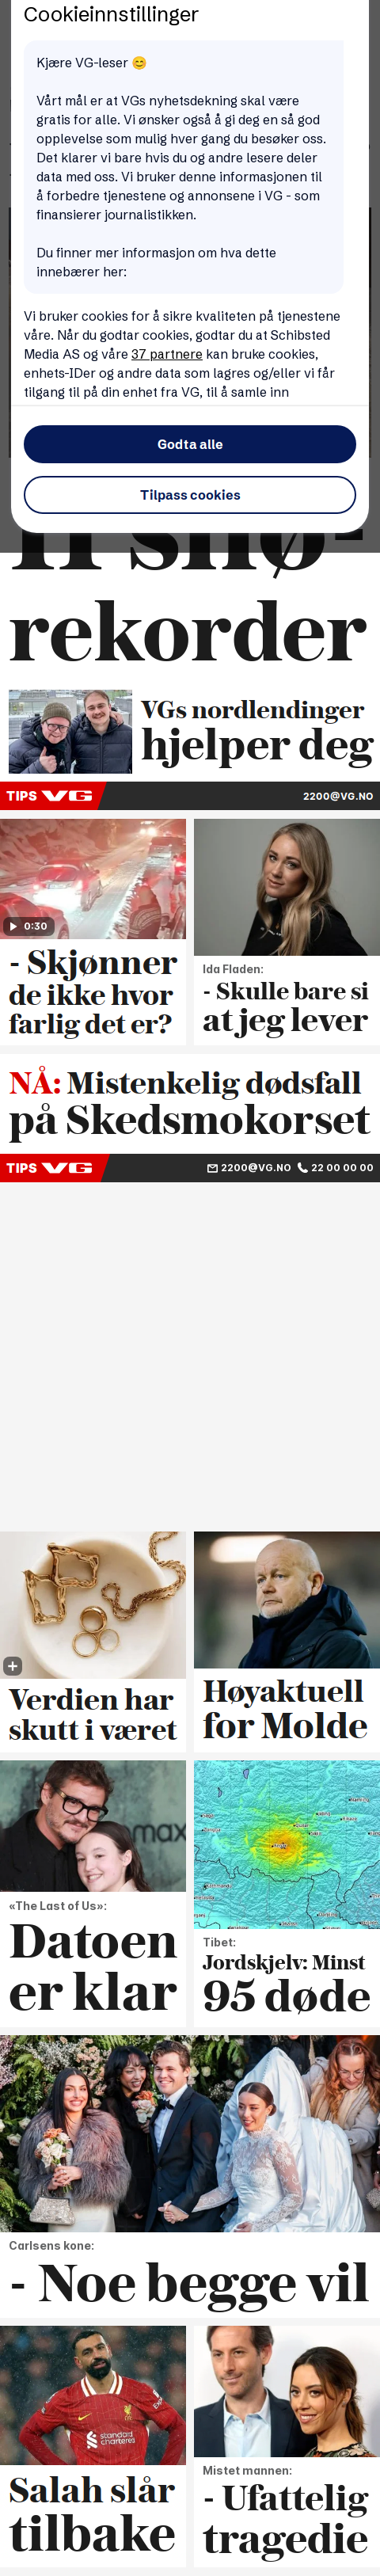 Cookieinnstillinger
Kjære VG-leser 😊
Vårt mål er at VGs nyhetsdekning skal være
gratis for alle. Vi ønsker også å gi deg en så god
opplevelse som mulig hver gang du besøker oss.
Det klarer vi bare hvis du og andre lesere deler
data med oss. Vi bruker denne informasjonen til
å forbedre tjenestene og annonsene i VG - som
finansierer journalistikken.
Du finner mer informasjon om hva dette
innebærer her:
Vi bruker cookies for å sikre kvaliteten på tjenestene
våre. Når du godtar cookies, godtar du at Schibsted
Media AS og våre 37 partnere kan bruke cookies,
enhets-IDer og andre data som lagres og/eller vi får
tilgang til på din enhet fra VG, til å samle inn
Godta alle
Tilpass cookies
snø-
rekorder
VGs nordlendinger
hjelper deg
TIPS VG 2200@VG.NO
0:30
- Skjønner
de ikke hvor
farlig det er?
Ida Fladen:
- Skulle bare si
at jeg lever
NÅ: Mistenkelig dødsfall
på Skedsmokorset
TIPS VG 2200@VG.NO 22 00 00 00
Verdien har
skutt i været
Høyaktuell
for Molde
max
«The Last of Us»:
Datoen
er klar
Tibet:
Jordskjelv: Minst
95 døde
Carlsens kone:
- Noe begge vil
standard
chartered
Salah slår
tilbake
Mistet mannen:
- Ufattelig
tragedie